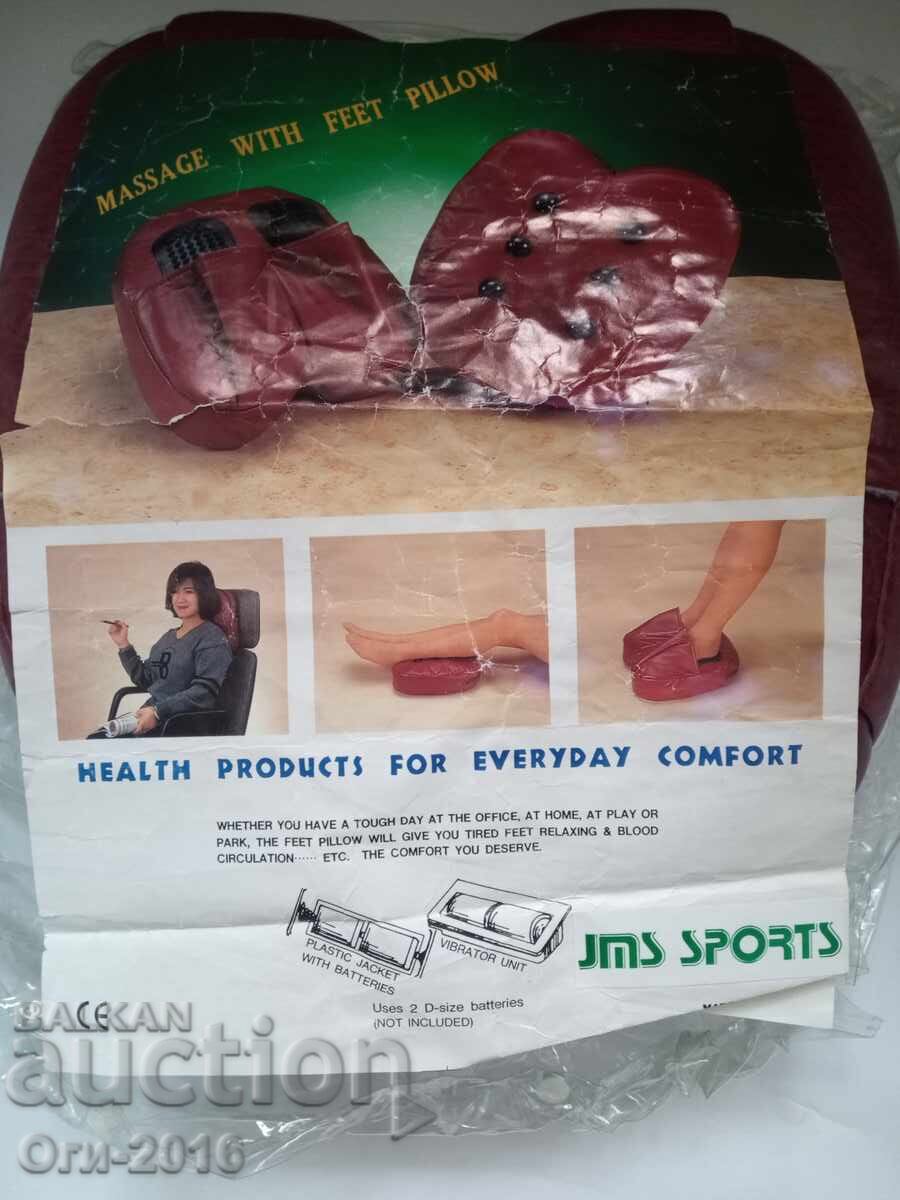 MASSAGE WITH FEET PILLOW
HEALTH PRODUCTS FOR EVERYDAY COMFORT
WHETHER YOU HAVE A TOUGH DAY AT THE OFFICE, AT HOME, AT PLAY OR
PARK, THE FEET PILLOW WILL GIVE YOU TIRED FEET RELAXING & BLOOD
CIRCULATION······ ETC. THE COMFORT YOU DESERVE.
PLASTIC JACKET
WITH BATTERIES
VIBRATOR UNIT
JMS SPORTS
Uses 2 D-size batteries
(NOT INCLUDED)
CE
BALKAN
auction
Оги-2016